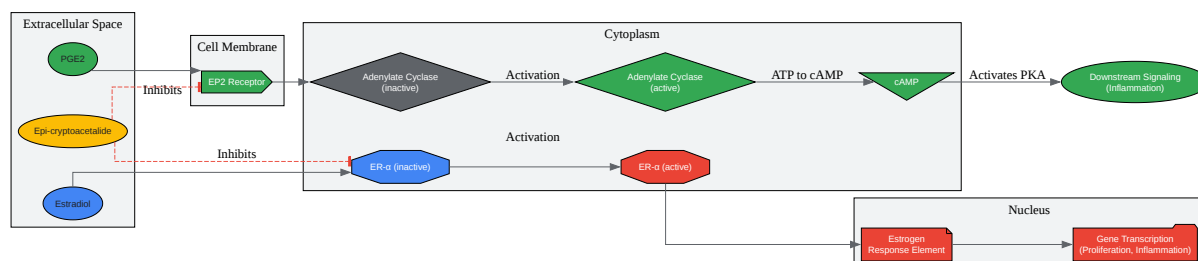 Extracellular Space
PGE2
Epi-cryptoacetalide
Estradiol
Inhibits
Inhibits
Cell Membrane
EP2 Receptor
Cytoplasm
Adenylate Cyclase
(inactive)
Activation
Adenylate Cyclase
(active)
ATP to cAMP
cAMP
Activates PKA
Downstream Signaling
(Inflammation)
ER-α (inactive)
Activation
ER-α (active)
Nucleus
Estrogen
Response Element
Gene Transcription
(Proliferation, Inflammation)